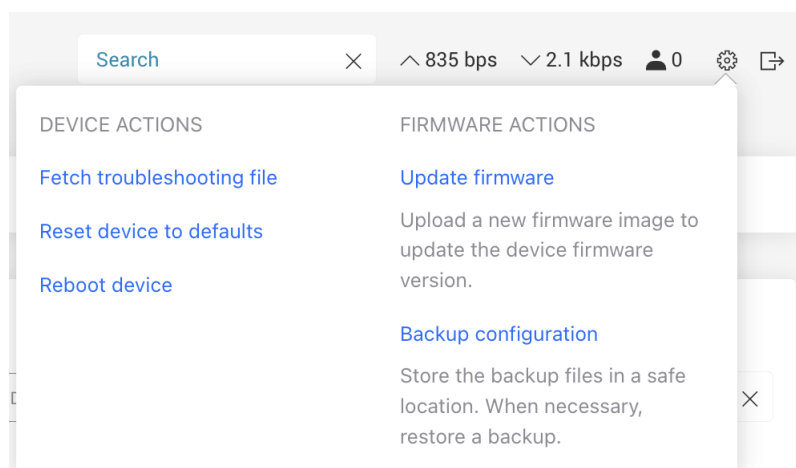 Search
835 bps
2.1 kbps
0
DEVICE ACTIONS
Fetch troubleshooting file
Reset device to defaults
Reboot device
FIRMWARE ACTIONS
Update firmware
Upload a new firmware image to
update the device firmware
version.
Backup configuration
Store the backup files in a safe
location. When necessary,
restore a backup.